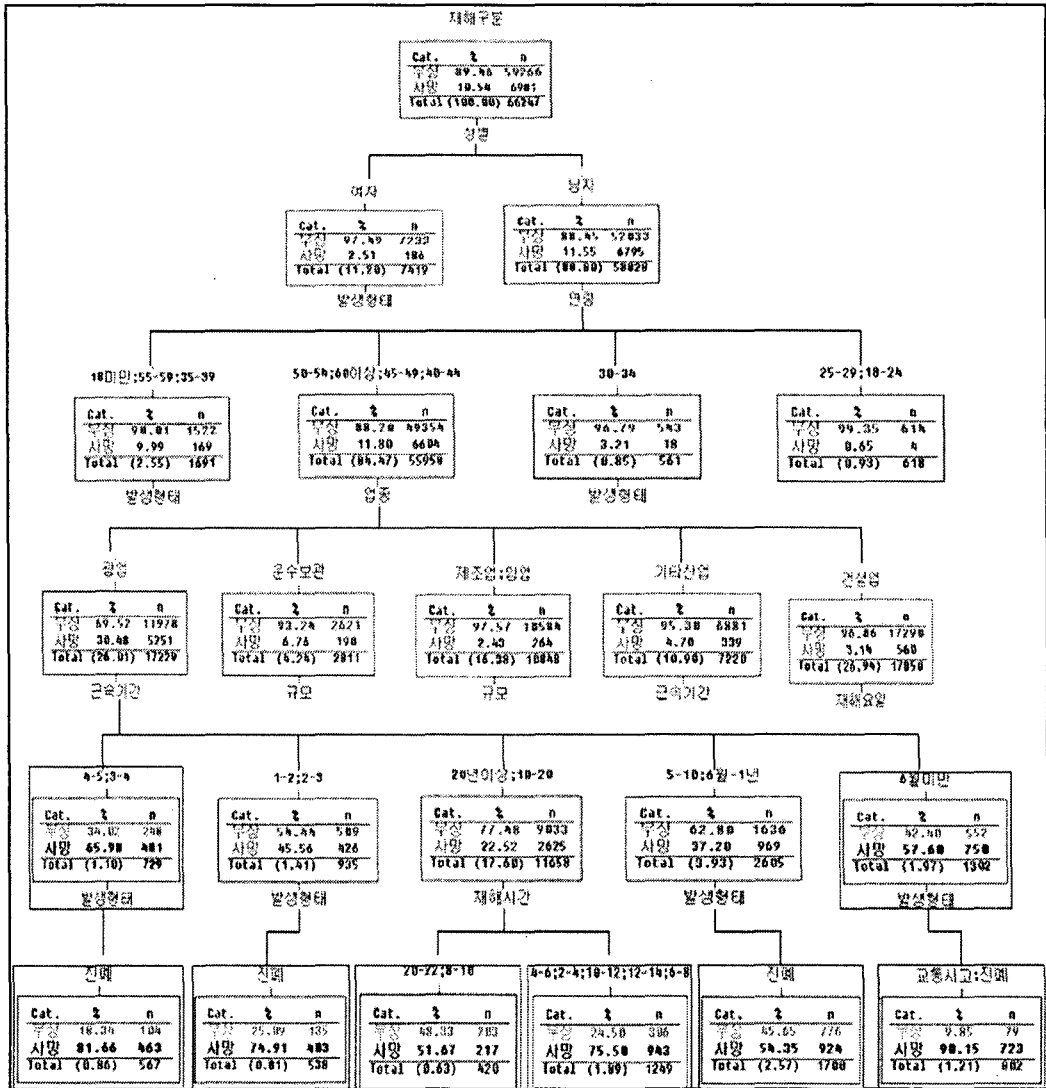 재해구분
Cat. % n
부상 89.46 59266
사망 10.54 6981
Total (100.00) 66247
성별
여자 남자
Cat. % n
부상 97.49 7233
사망 2.51 186
Total (11.20) 7419
발생형태
Cat. % n
부상 88.45 52033
사망 11.55 6795
Total (88.80) 58828
연령
18미만;55-59;35-39
Cat. % n
부상 90.01 1522
사망 9.99 169
Total (2.55) 1691
발생형태
50-54;60이상;45-49;40-44
Cat. % n
부상 88.20 49354
사망 11.80 6604
Total (84.47) 55958
업종
30-34
Cat. % n
부상 96.79 543
사망 3.21 18
Total (0.85) 561
발생형태
25-29;18-24
Cat. % n
부상 99.35 614
사망 0.65 4
Total (0.93) 618
광업
Cat. % n
부상 69.52 11978
사망 30.48 5251
Total (26.01) 17229
근속기간
운수보관
Cat. % n
부상 93.24 2621
사망 6.76 190
Total (4.24) 2811
규모
제조업;임업
Cat. % n
부상 97.57 10584
사망 2.43 264
Total (16.38) 10848
규모
기타산업
Cat. % n
부상 95.30 6881
사망 4.70 339
Total (10.90) 7220
근속기간
건설업
Cat. % n
부상 96.86 17290
사망 3.14 560
Total (26.94) 17850
재해요일
4-5;3-4
Cat. % n
부상 34.02 248
사망 65.98 481
Total (1.10) 729
발생형태
1-2;2-3
Cat. % n
부상 54.44 509
사망 45.56 426
Total (1.41) 935
발생형태
20년이상;10-20
Cat. % n
부상 77.48 9033
사망 22.52 2625
Total (17.60) 11658
재해시간
5-10;6월-1년
Cat. % n
부상 62.80 1636
사망 37.20 969
Total (3.93) 2605
발생형태
6월미만
Cat. % n
부상 42.40 552
사망 57.60 750
Total (1.97) 1302
발생형태
진폐
Cat. % n
부상 18.34 104
사망 81.66 463
Total (0.86) 567
진폐
Cat. % n
부상 25.09 135
사망 74.91 403
Total (0.81) 538
20-22;8-10
Cat. % n
부상 48.33 203
사망 51.67 217
Total (0.63) 420
4-6;2-4;10-12;12-14;6-8
Cat. % n
부상 24.50 306
사망 75.50 943
Total (1.89) 1249
진폐
Cat. % n
부상 45.65 776
사망 54.35 924
Total (2.57) 1700
교통사고;진폐
Cat. % n
부상 9.85 79
사망 90.15 723
Total (1.21) 802